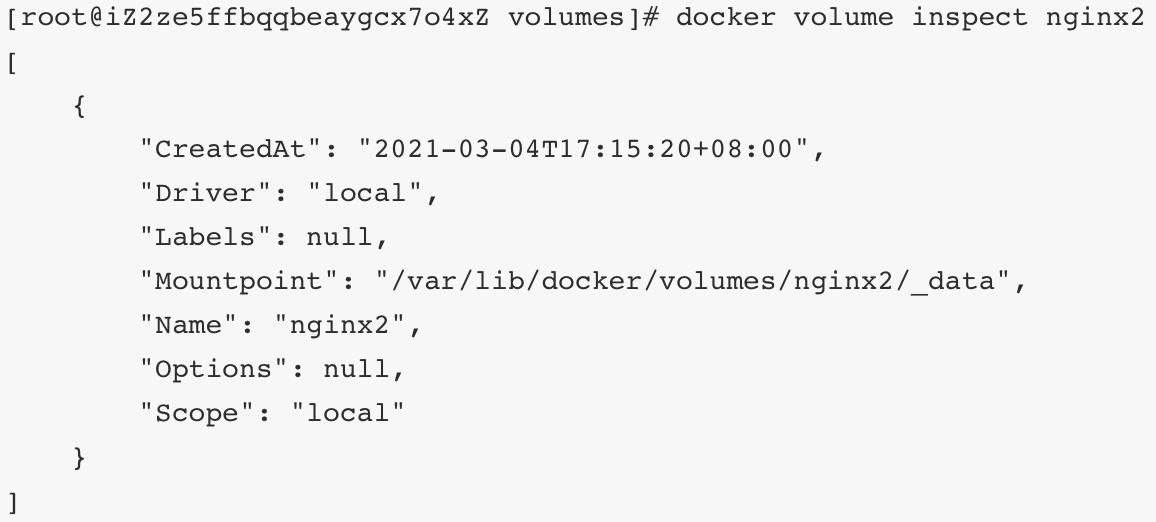 [root@iZ2ze5ffbqqbeaygcx7o4xZ volumes]# docker volume inspect nginx2
[
    {
        "CreatedAt": "2021-03-04T17:15:20+08:00",
        "Driver": "local",
        "Labels": null,
        "Mountpoint": "/var/lib/docker/volumes/nginx2/_data",
        "Name": "nginx2",
        "Options": null,
        "Scope": "local"
    }
]